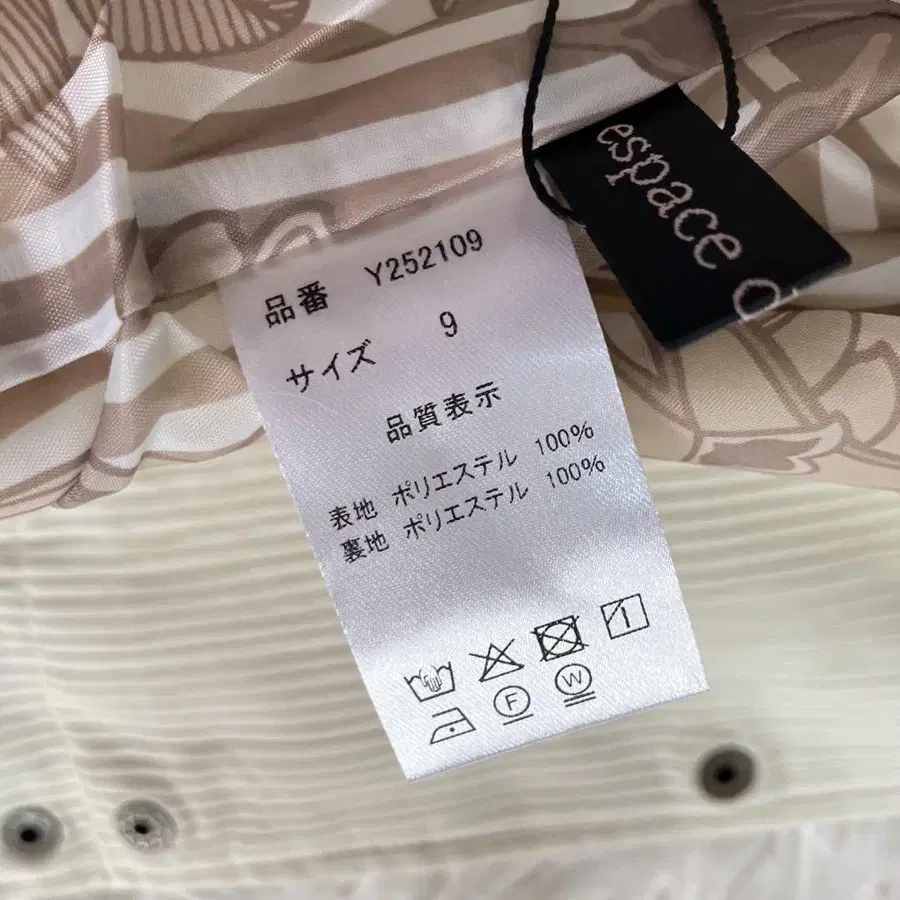 espace d
品番 Y252109
サイズ 9
品質表示
表地 ポリエステル 100%
裏地 ポリエステル 100%
F W